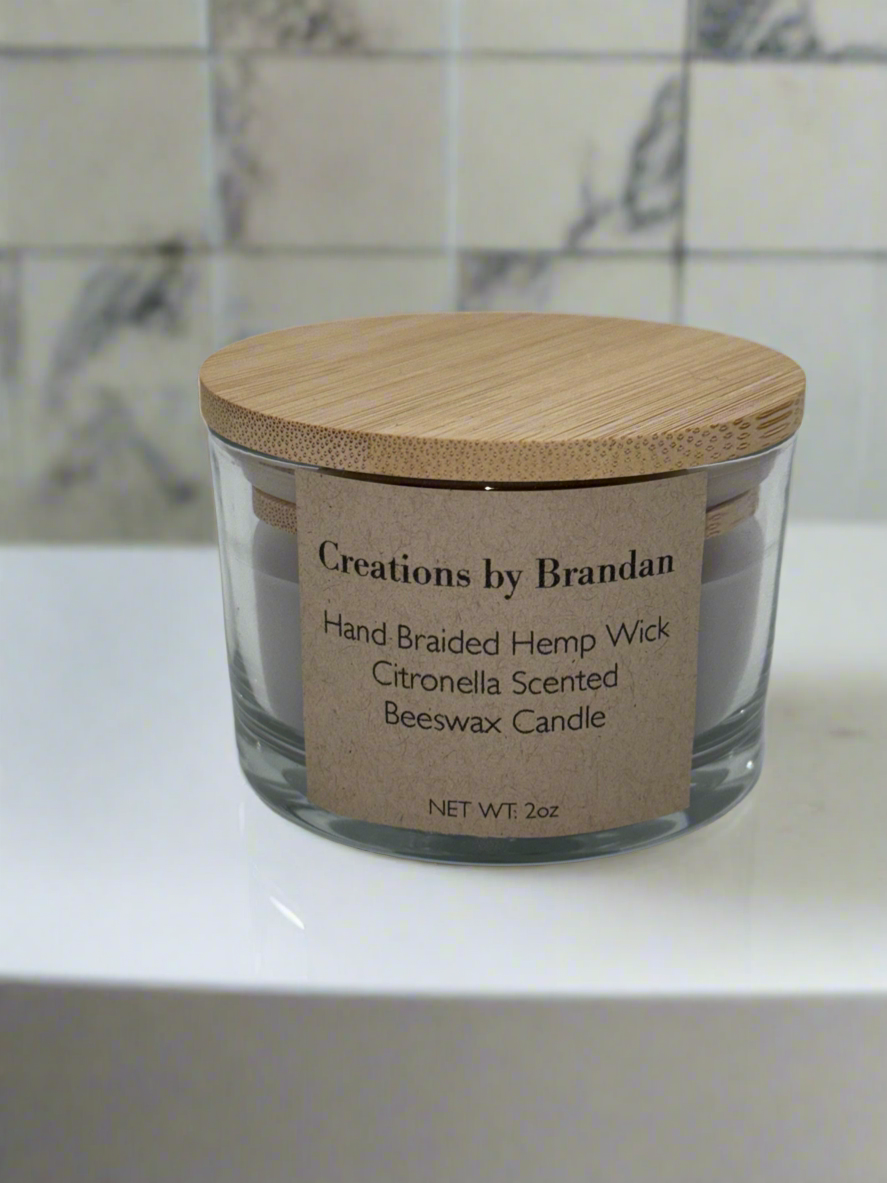 Creations by Brandan
Hand Braided Hemp Wick
Citronella Scented
Beeswax Candle
NET WT: 2oz